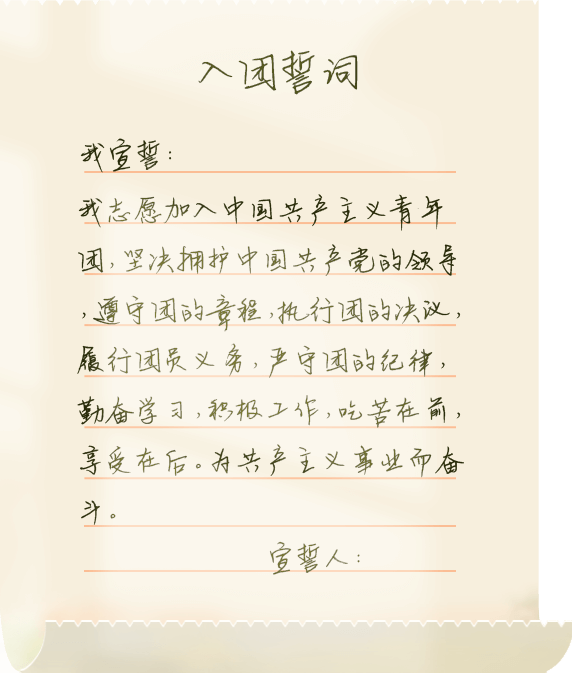 入团誓词
我宣誓：
我志愿加入中国共产主义青年
团，坚决拥护中国共产党的领导
，遵守团的章程，执行团的决议，
履行团员义务，严守团的纪律，
勤奋学习，积极工作，吃苦在前，
享受在后。为共产主义事业而奋
斗。
宣誓人：